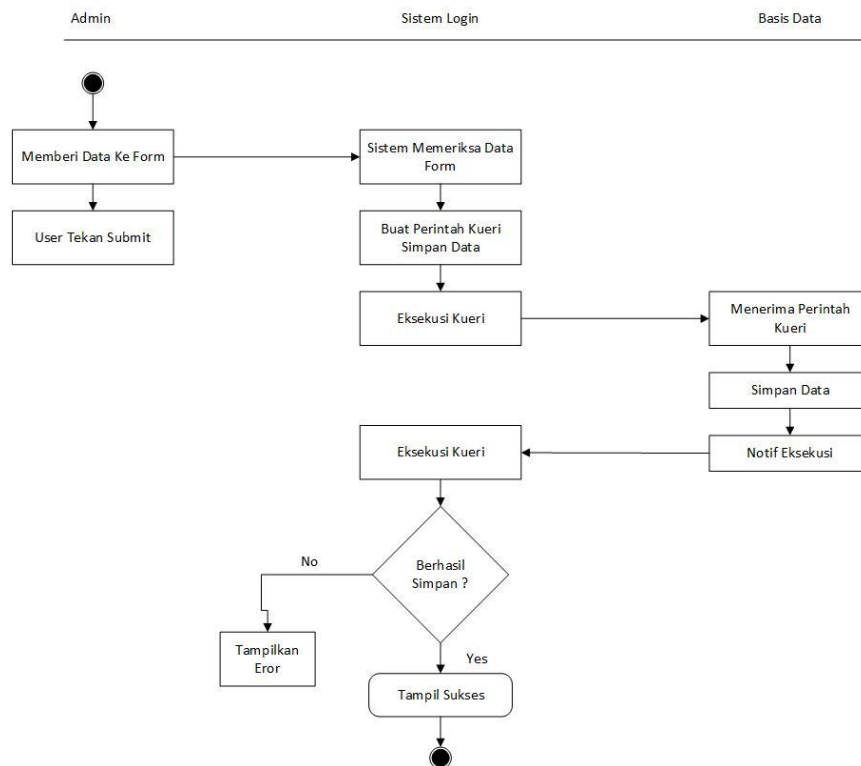 Admin
Sistem Login
Basis Data
Memberi Data Ke Form
Sistem Memeriksa Data
Form
User Tekan Submit
Buat Perintah Kueri
Simpan Data
Eksekusi Kueri
Menerima Perintah
Kueri
Simpan Data
Eksekusi Kueri
Notif Eksekusi
Berhasil
Simpan ?
No
Tampilkan
Eror
Yes
Tampil Sukses